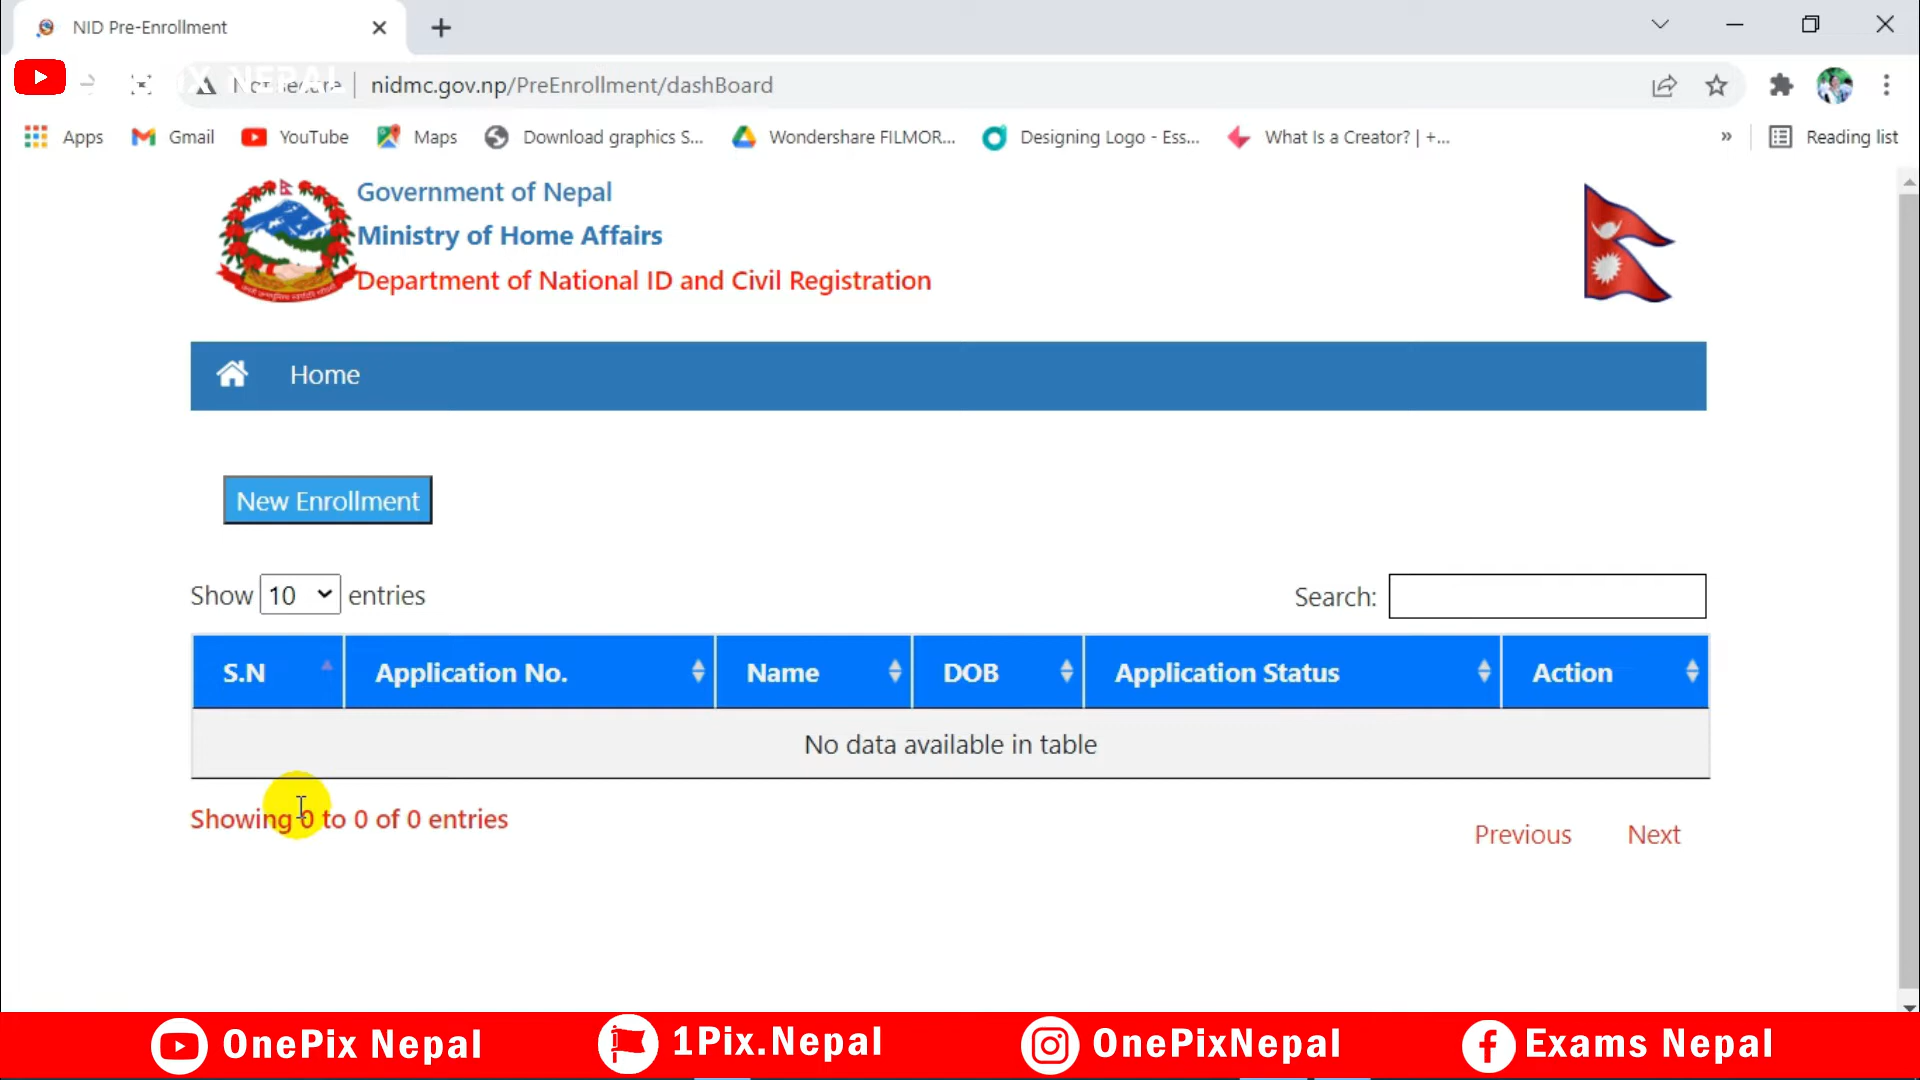 NID Pre-Enrollment
Not secure
nidmc.gov.np/PreEnrollment/dashBoard
Apps
Gmail
YouTube
Maps
Download graphics S...
Wondershare FILMOR...
Designing Logo - Ess...
What Is a Creator? | +...
»
Reading list
Government of Nepal
Ministry of Home Affairs
Department of National ID and Civil Registration
Home
New Enrollment
Show 10 entries
Search:
S.N
Application No.
Name
DOB
Application Status
Action
No data available in table
Showing 0 to 0 of 0 entries
Previous
Next
OnePix Nepal
1Pix.Nepal
OnePixNepal
Exams Nepal